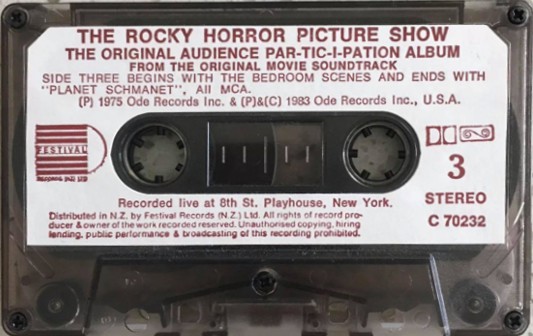 THE ROCKY HORROR PICTURE SHOW
THE ORIGINAL AUDIENCE PAR-TIC-I-PATION ALBUM
FROM THE ORIGINAL MOVIE SOUNDTRACK
SIDE THREE BEGINS WITH THE BEDROOM SCENES AND ENDS WITH
"PLANET SCHMANET", All MCA.
(P) 1975 Ode Records Inc. & (P)&(C) 1983 Ode Records Inc., U.S.A.
FESTIVAL
RECORDS (NZ) LTD
3
Recorded live at 8th St. Playhouse, New York.
STEREO
Distributed in N.Z. by Festival Records (N.Z.) Ltd. All rights of record pro-
ducer & owner of the work recorded reserved. Unauthorised copying, hiring
lending, public performance & broadcasting of this recording prohibited.
C 70232